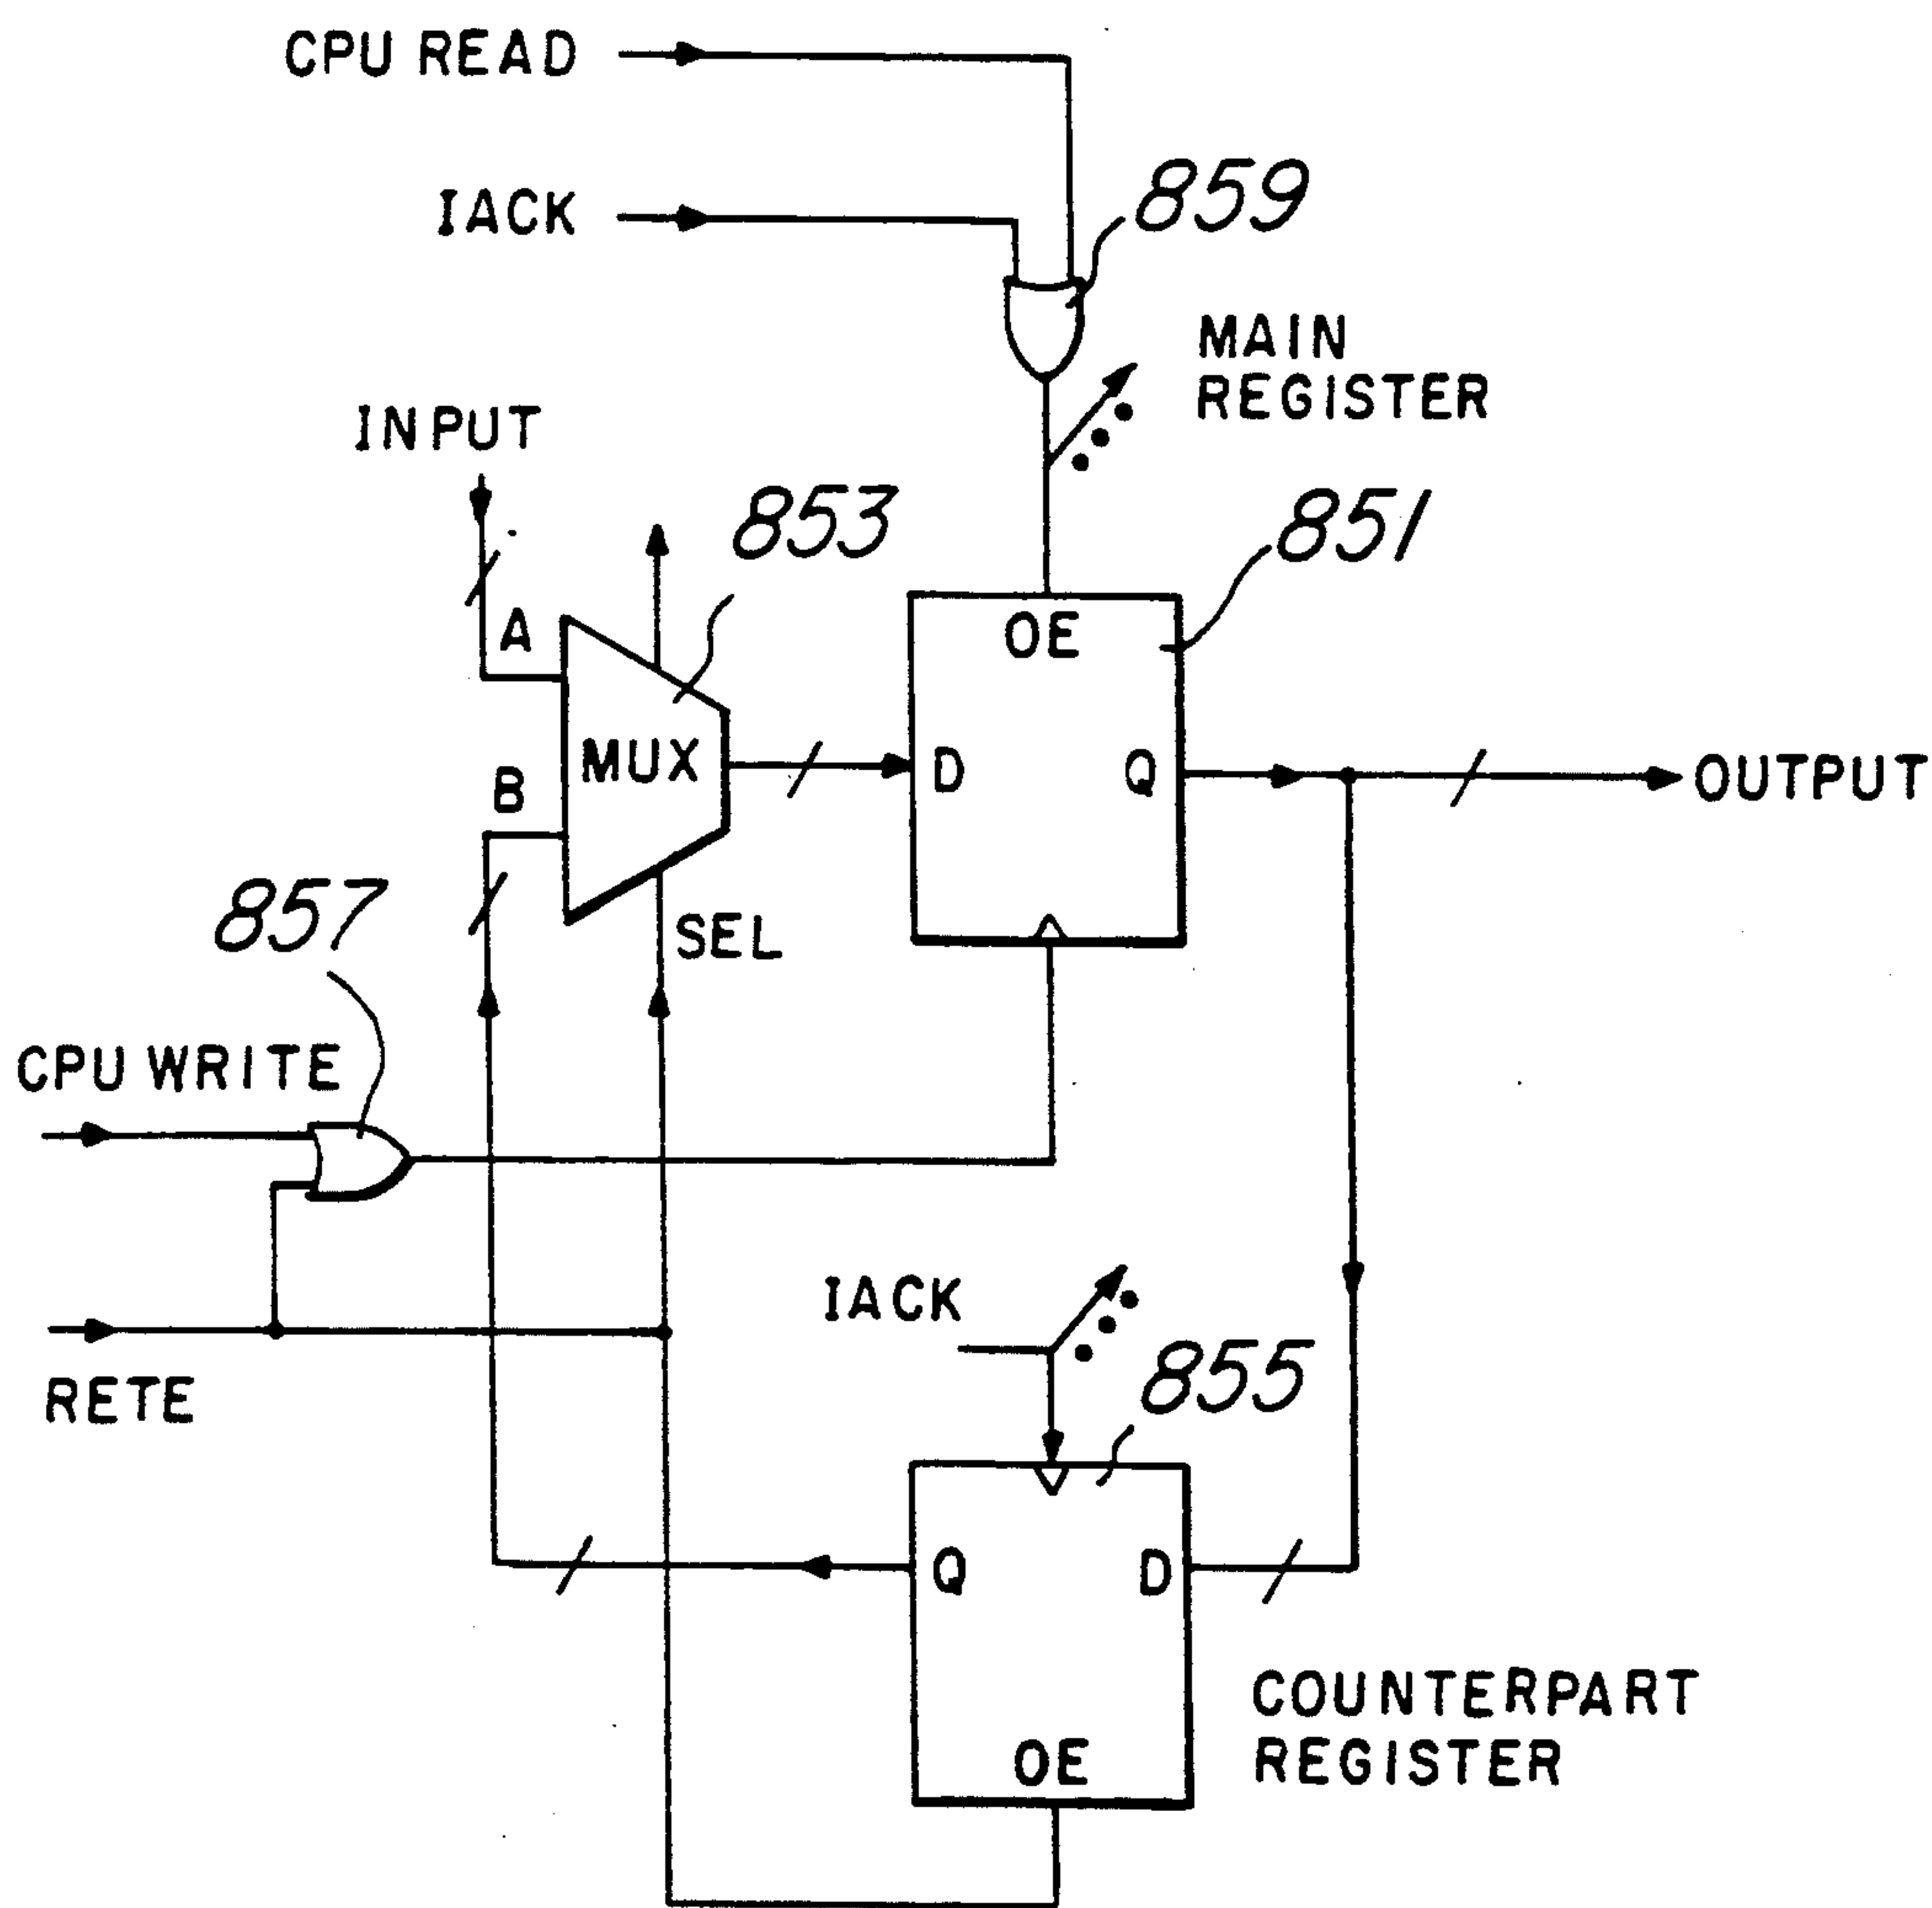 CPU READ
IACK
859
MAIN
REGISTER
INPUT
853
851
A
OE
MUX
D
Q
OUTPUT
B
857
SEL
CPU WRITE
IACK
855
RETE
Q
D
COUNTERPART
REGISTER
OE